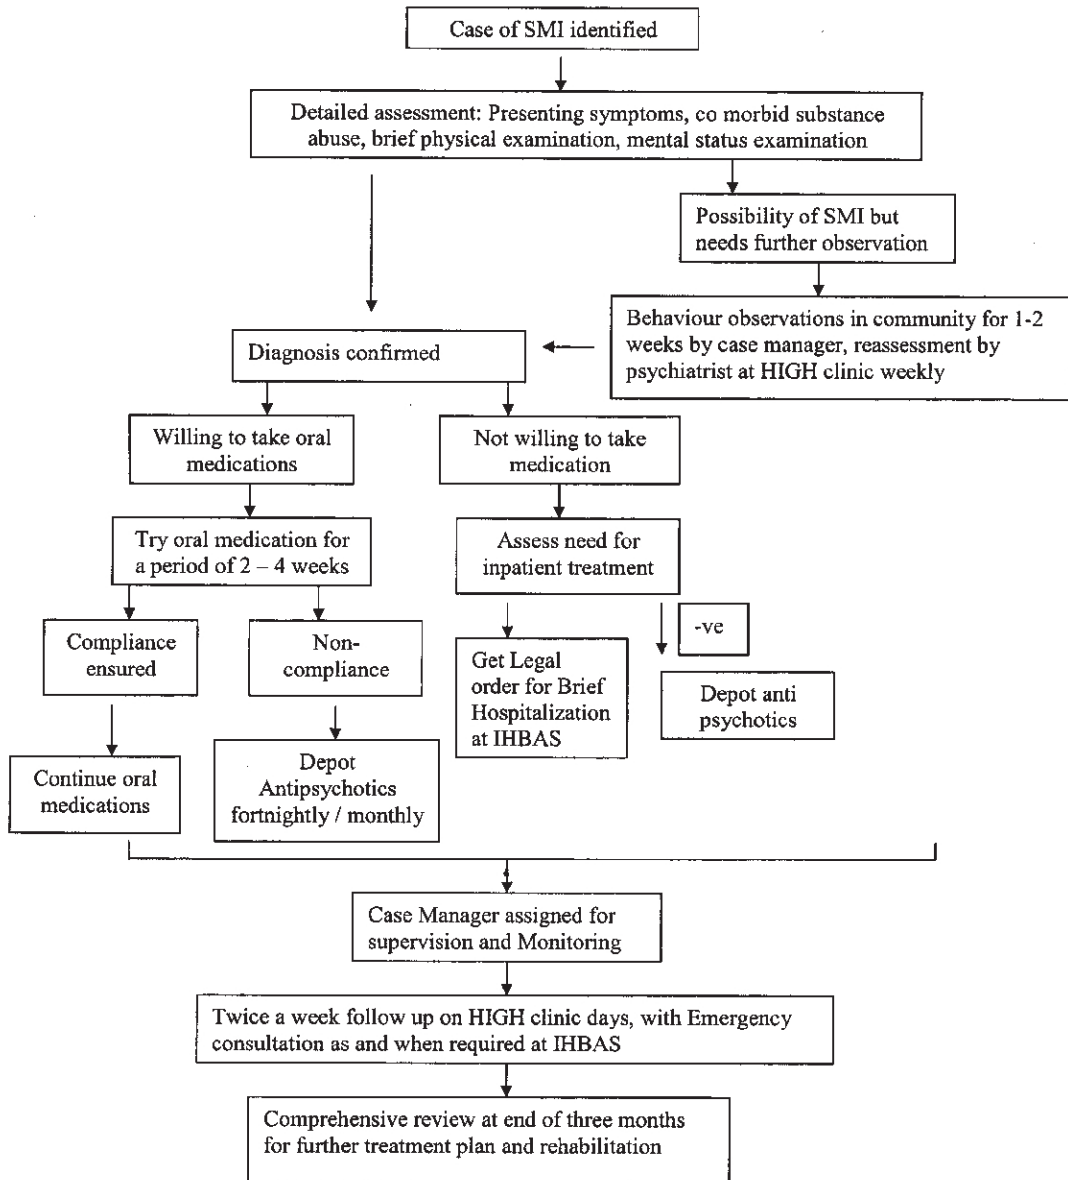 Case of SMI identified
Detailed assessment: Presenting symptoms, co morbid substance
abuse, brief physical examination, mental status examination
Possibility of SMI but
needs further observation
Behaviour observations in community for 1-2
weeks by case manager, reassessment by
psychiatrist at HIGH clinic weekly
Diagnosis confirmed
Willing to take oral
medications
Not willing to take
medication
Try oral medication for
a period of 2 – 4 weeks
Assess need for
inpatient treatment
Compliance
ensured
Non-
compliance
Get Legal
order for Brief
Hospitalization
at IHBAS
-ve
Depot anti
psychotics
Continue oral
medications
Depot
Antipsychotics
fortnightly / monthly
Case Manager assigned for
supervision and Monitoring
Twice a week follow up on HIGH clinic days, with Emergency
consultation as and when required at IHBAS
Comprehensive review at end of three months
for further treatment plan and rehabilitation